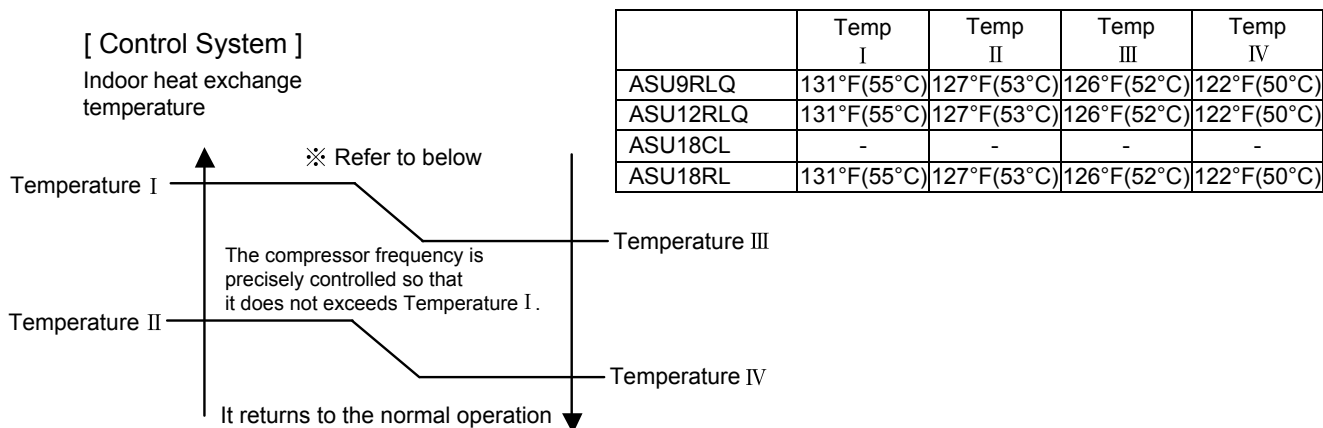 [ Control System ]
Indoor heat exchange
temperature
※ Refer to below
Temperature Ⅰ
Temperature Ⅲ
The compressor frequency is
precisely controlled so that
it does not exceeds Temperature Ⅰ.
Temperature Ⅱ
Temperature Ⅳ
It returns to the normal operation
Temp Temp Temp Temp
Ⅰ Ⅱ Ⅲ Ⅳ
ASU9RLQ 131°F(55°C) 127°F(53°C) 126°F(52°C) 122°F(50°C)
ASU12RLQ 131°F(55°C) 127°F(53°C) 126°F(52°C) 122°F(50°C)
ASU18CL - - - -
ASU18RL 131°F(55°C) 127°F(53°C) 126°F(52°C) 122°F(50°C)